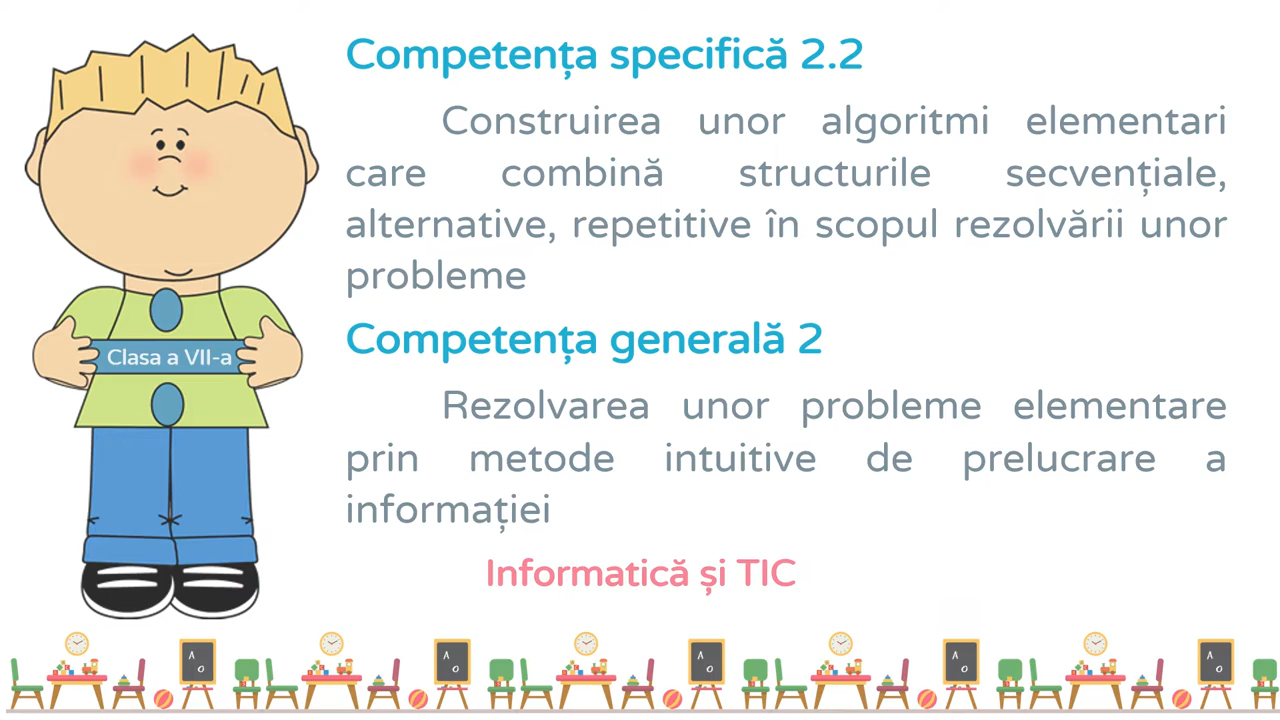 Competența specifică 2.2
Construirea unor algoritmi elementari
care combină structurile secvențiale,
alternative, repetitive în scopul rezolvării unor
probleme
Clasa a VII-a
Competența generală 2
Rezolvarea unor probleme elementare
prin metode intuitive de prelucrare a
informației
Informatică și TIC